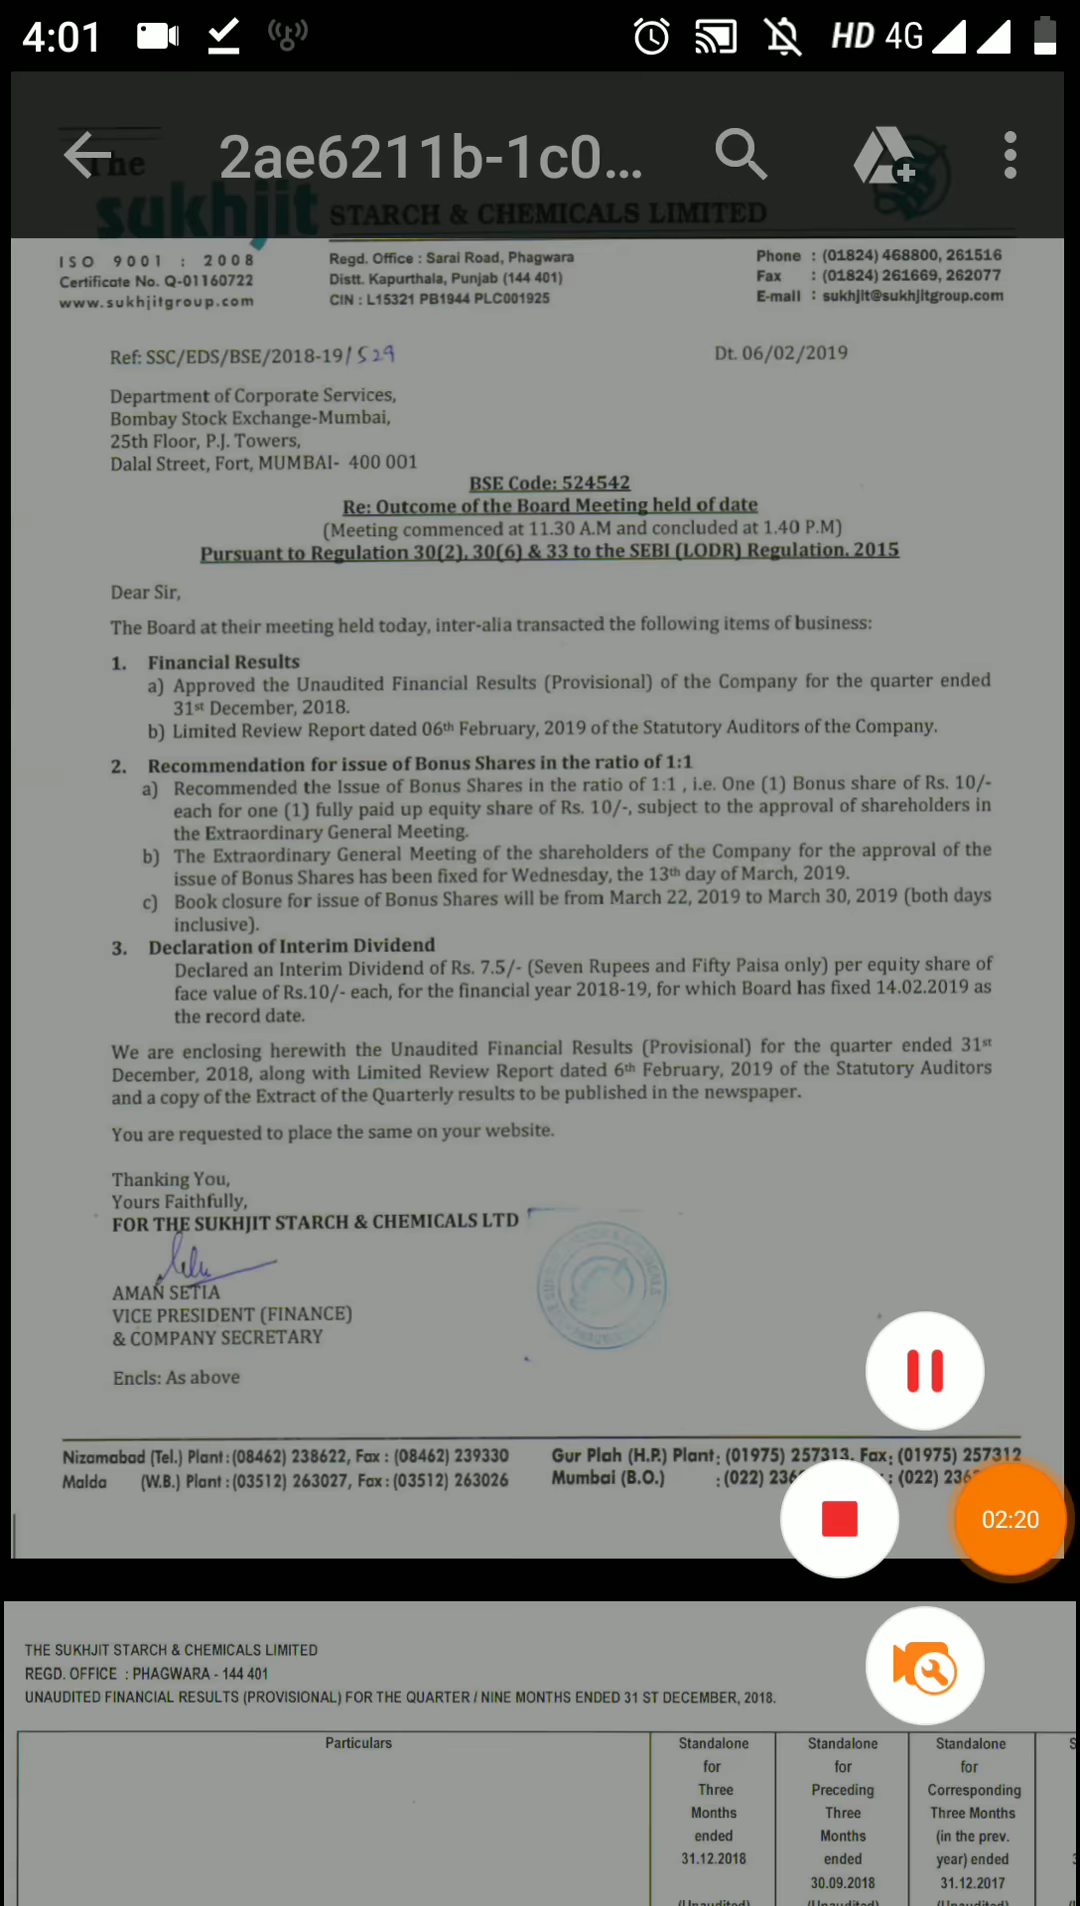 4:01
HD 4G
2ae6211b-1c0...
The
sukhjit STARCH & CHEMICALS LIMITED
ISO 9001 : 2008
Certificate No. Q-01160722
www.sukhjitgroup.com
Regd. Office : Sarai Road, Phagwara
Distt. Kapurthala, Punjab (144 401)
CIN : L15321 PB1944 PLC001925
Phone : (01824) 468800, 261516
Fax : (01824) 261669, 262077
E-mail : sukhjit@sukhjitgroup.com
Ref: SSC/EDS/BSE/2018-19/529
Dt. 06/02/2019
Department of Corporate Services,
Bombay Stock Exchange-Mumbai,
25th Floor, P.J. Towers,
Dalal Street, Fort, MUMBAI- 400 001
BSE Code: 524542
Re: Outcome of the Board Meeting held of date
(Meeting commenced at 11.30 A.M and concluded at 1.40 P.M)
Pursuant to Regulation 30(2), 30(6) & 33 to the SEBI (LODR) Regulation. 2015
Dear Sir,
The Board at their meeting held today, inter-alia transacted the following items of business:
1. Financial Results
a) Approved the Unaudited Financial Results (Provisional) of the Company for the quarter ended
31st December, 2018.
b) Limited Review Report dated 06th February, 2019 of the Statutory Auditors of the Company.
2. Recommendation for issue of Bonus Shares in the ratio of 1:1
a) Recommended the Issue of Bonus Shares in the ratio of 1:1 , i.e. One (1) Bonus share of Rs. 10/-
each for one (1) fully paid up equity share of Rs. 10/-, subject to the approval of shareholders in
the Extraordinary General Meeting.
b) The Extraordinary General Meeting of the shareholders of the Company for the approval of the
issue of Bonus Shares has been fixed for Wednesday, the 13th day of March, 2019.
c) Book closure for issue of Bonus Shares will be from March 22, 2019 to March 30, 2019 (both days
inclusive).
3. Declaration of Interim Dividend
Declared an Interim Dividend of Rs. 7.5/- (Seven Rupees and Fifty Paisa only) per equity share of
face value of Rs.10/- each, for the financial year 2018-19, for which Board has fixed 14.02.2019 as
the record date.
We are enclosing herewith the Unaudited Financial Results (Provisional) for the quarter ended 31st
December, 2018, along with Limited Review Report dated 6th February, 2019 of the Statutory Auditors
and a copy of the Extract of the Quarterly results to be published in the newspaper.
You are requested to place the same on your website.
Thanking You,
Yours Faithfully,
FOR THE SUKHJIT STARCH & CHEMICALS LTD
AMAN SETIA
VICE PRESIDENT (FINANCE)
& COMPANY SECRETARY
Encls: As above
Nizamabad (Tel.) Plant : (08462) 238622, Fax : (08462) 239330
Malda (W.B.) Plant : (03512) 263027, Fax : (03512) 263026
Gur Plah (H.P.) Plant : (01975) 257313, Fax : (01975) 257312
Mumbai (B.O.) : (022) 236 : (022) 236
02:20
THE SUKHJIT STARCH & CHEMICALS LIMITED
REGD. OFFICE : PHAGWARA - 144 401
UNAUDITED FINANCIAL RESULTS (PROVISIONAL) FOR THE QUARTER / NINE MONTHS ENDED 31 ST DECEMBER, 2018.
Particulars
Standalone
for
Three
Months
ended
31.12.2018
(Unaudited)
Standalone
for
Preceding
Three
Months
ended
30.09.2018
(Unaudited)
Standalone
for
Corresponding
Three Months
(in the prev.
year) ended
31.12.2017
(Unaudited)